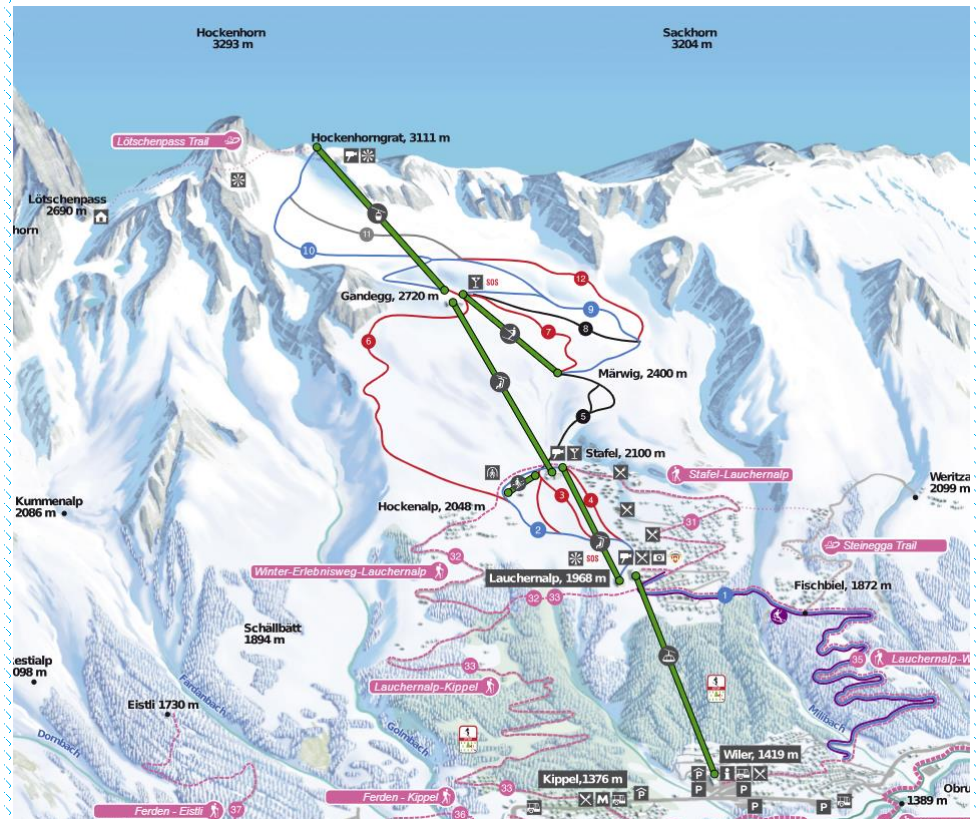 Hockenhorn
3293 m
Sackhorn
3204 m
Lötschenpass Trail
Hockenhorngrat, 3111 m
Lötschenpass
2690 m
horn
11
10
12
SOS
Gandegg, 2720 m
9
8
7
6
Märwig, 2400 m
5
Stafel, 2100 m
Stafel-Lauchernalp
Weritza
2099 m
Kummenalp
2086 m
Hockenalp, 2048 m
3
4
31
2
Steinegga Trail
32
SOS
Winter-Erlebnisweg-Lauchernalp
Lauchernalp, 1968 m
Fischbiel, 1872 m
32
33
1
Schällbätt
1894 m
estialp
098 m
33
35
Lauchernalp-W
Lauchernalp-Kippel
Eistli 1730 m
Faldumbach
Golmbach
Milibach
Dornbach
Wiler, 1419 m
Kippel,1376 m
33
P
P
P
P
P
P
M
Obru
1389 m
Ferden - Kippel
36
Ferden - Eistli
37